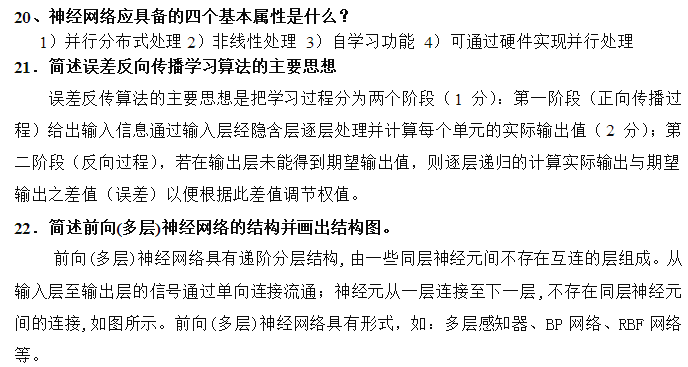 20、神经网络应具备的四个基本属性是什么？
1）并行分布式处理 2）非线性处理 3）自学习功能 4）可通过硬件实现并行处理
21．简述误差反向传播学习算法的主要思想
误差反传算法的主要思想是把学习过程分为两个阶段（1 分）：第一阶段（正向传播过
程）给出输入信息通过输入层经隐含层逐层处理并计算每个单元的实际输出值（2 分）；第
二阶段（反向过程），若在输出层未能得到期望输出值，则逐层递归的计算实际输出与期望
输出之差值（误差）以便根据此差值调节权值。
22．简述前向(多层)神经网络的结构并画出结构图。
前向(多层)神经网络具有递阶分层结构,由一些同层神经元间不存在互连的层组成。从
输入层至输出层的信号通过单向连接流通；神经元从一层连接至下一层,不存在同层神经元
间的连接,如图所示。前向(多层)神经网络具有形式，如：多层感知器、BP 网络、RBF 网络
等。